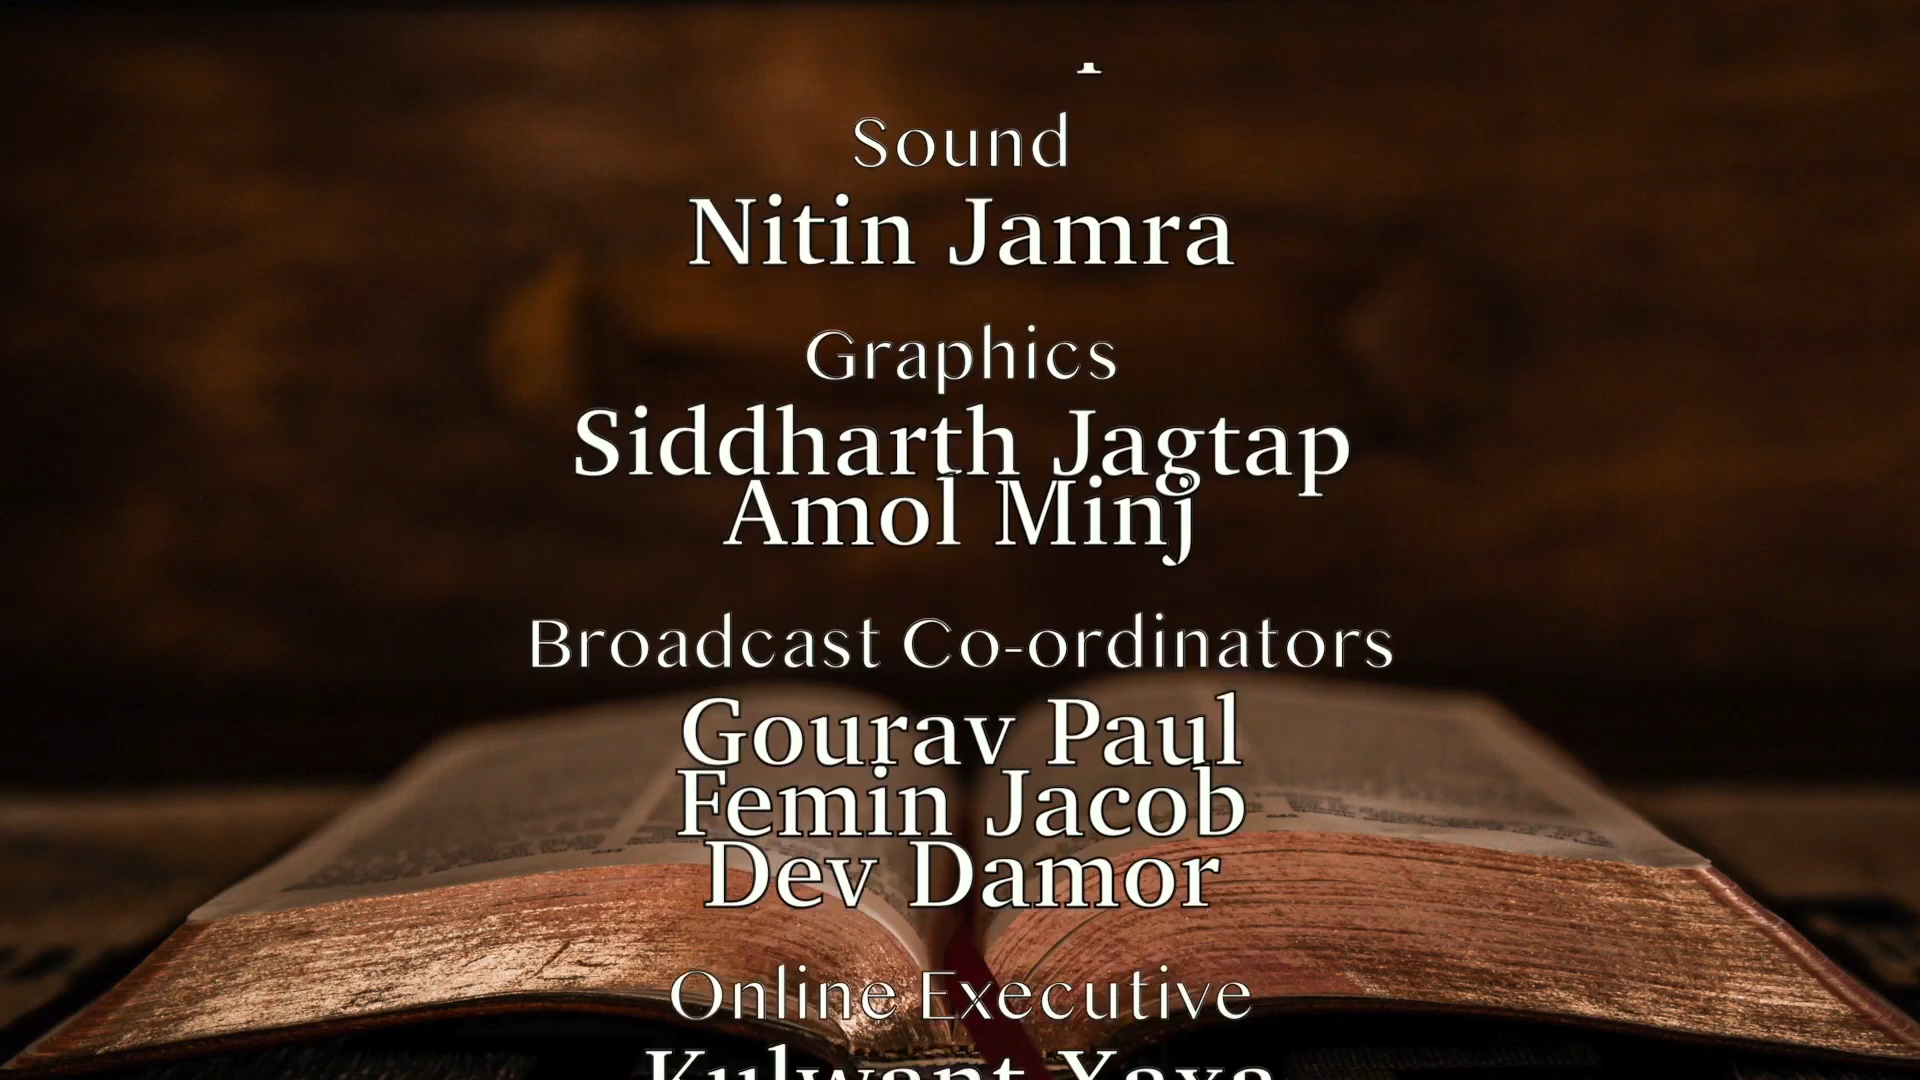 Sound
Nitin Jamra
Graphics
Siddharth Jagtap
Amol Minj
Broadcast Co-ordinators
Gourav Paul
Femin Jacob
Dev Damor
Online Executive
Kulwant